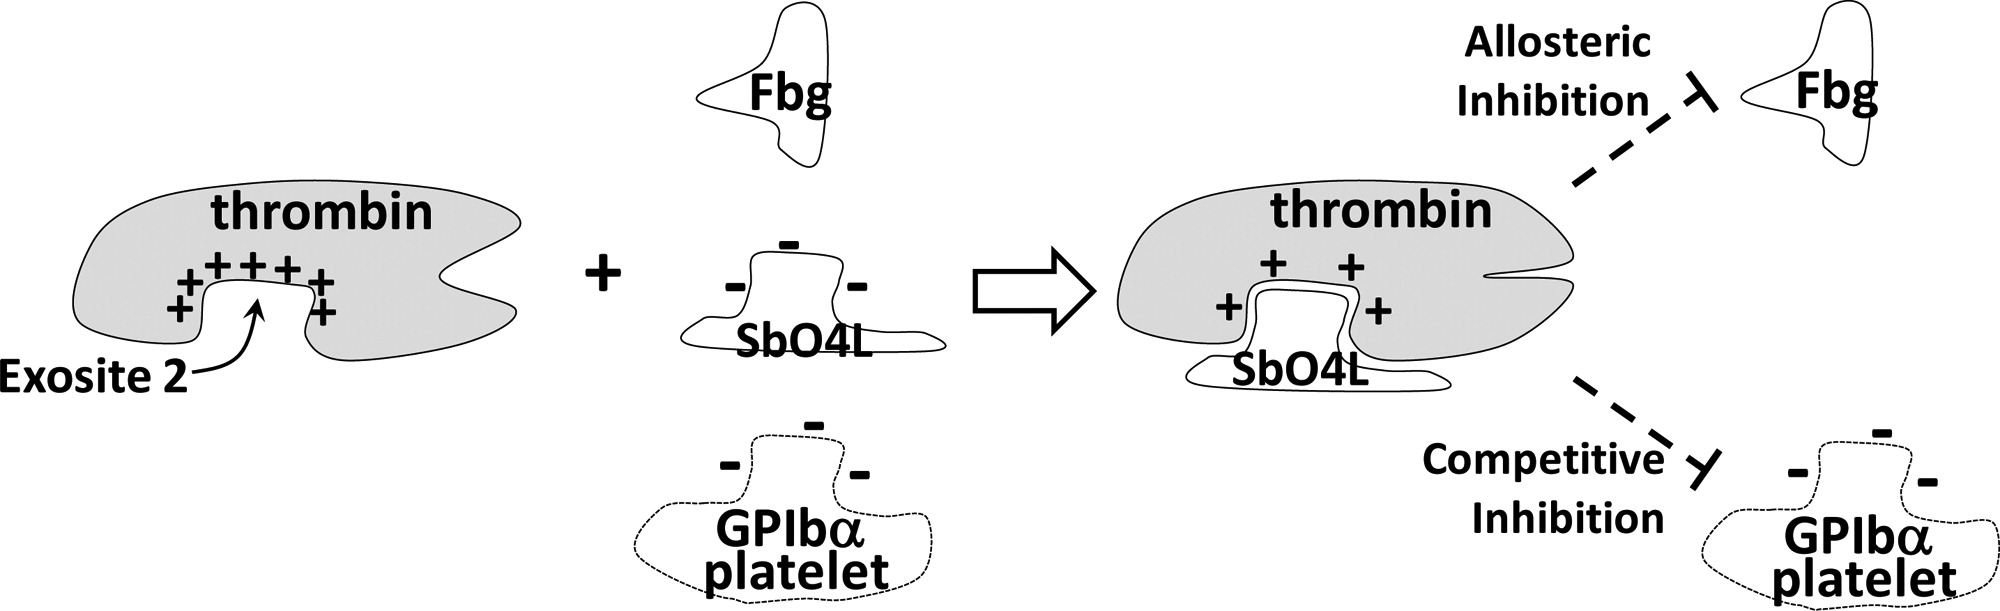 Fbg
thrombin
+ + + + + + +
Exosite 2
+
-
- -
SbO4L
-
- -
GPIbα
platelet
Allosteric
Inhibition
Fbg
thrombin
+ +
+ +
SbO4L
Competitive
Inhibition
-
- -
GPIbα
platelet